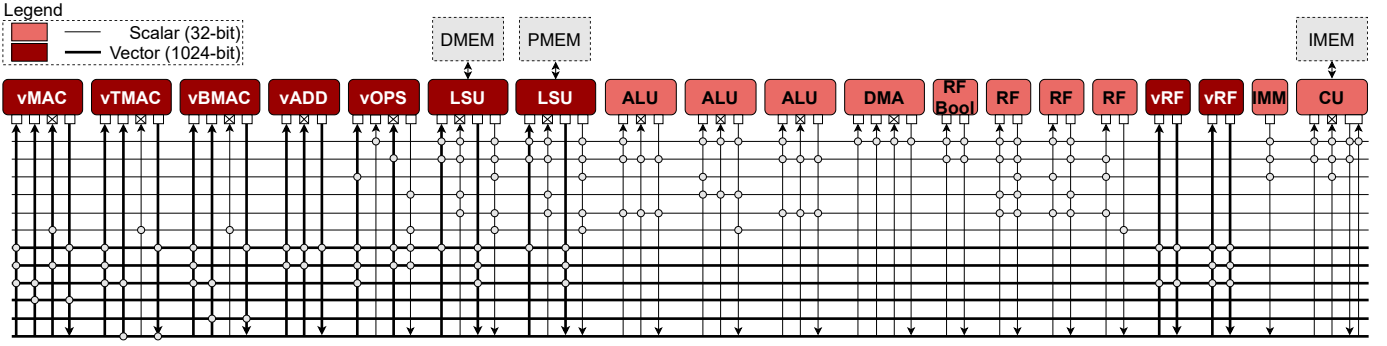 Legend
Scalar (32-bit)
Vector (1024-bit)
DMEM
PMEM
IMEM
vMAC
vTMAC
vBMAC
vADD
vOPS
LSU
LSU
ALU
ALU
ALU
DMA
RF
Bool
RF
RF
RF
vRF
vRF
IMM
CU